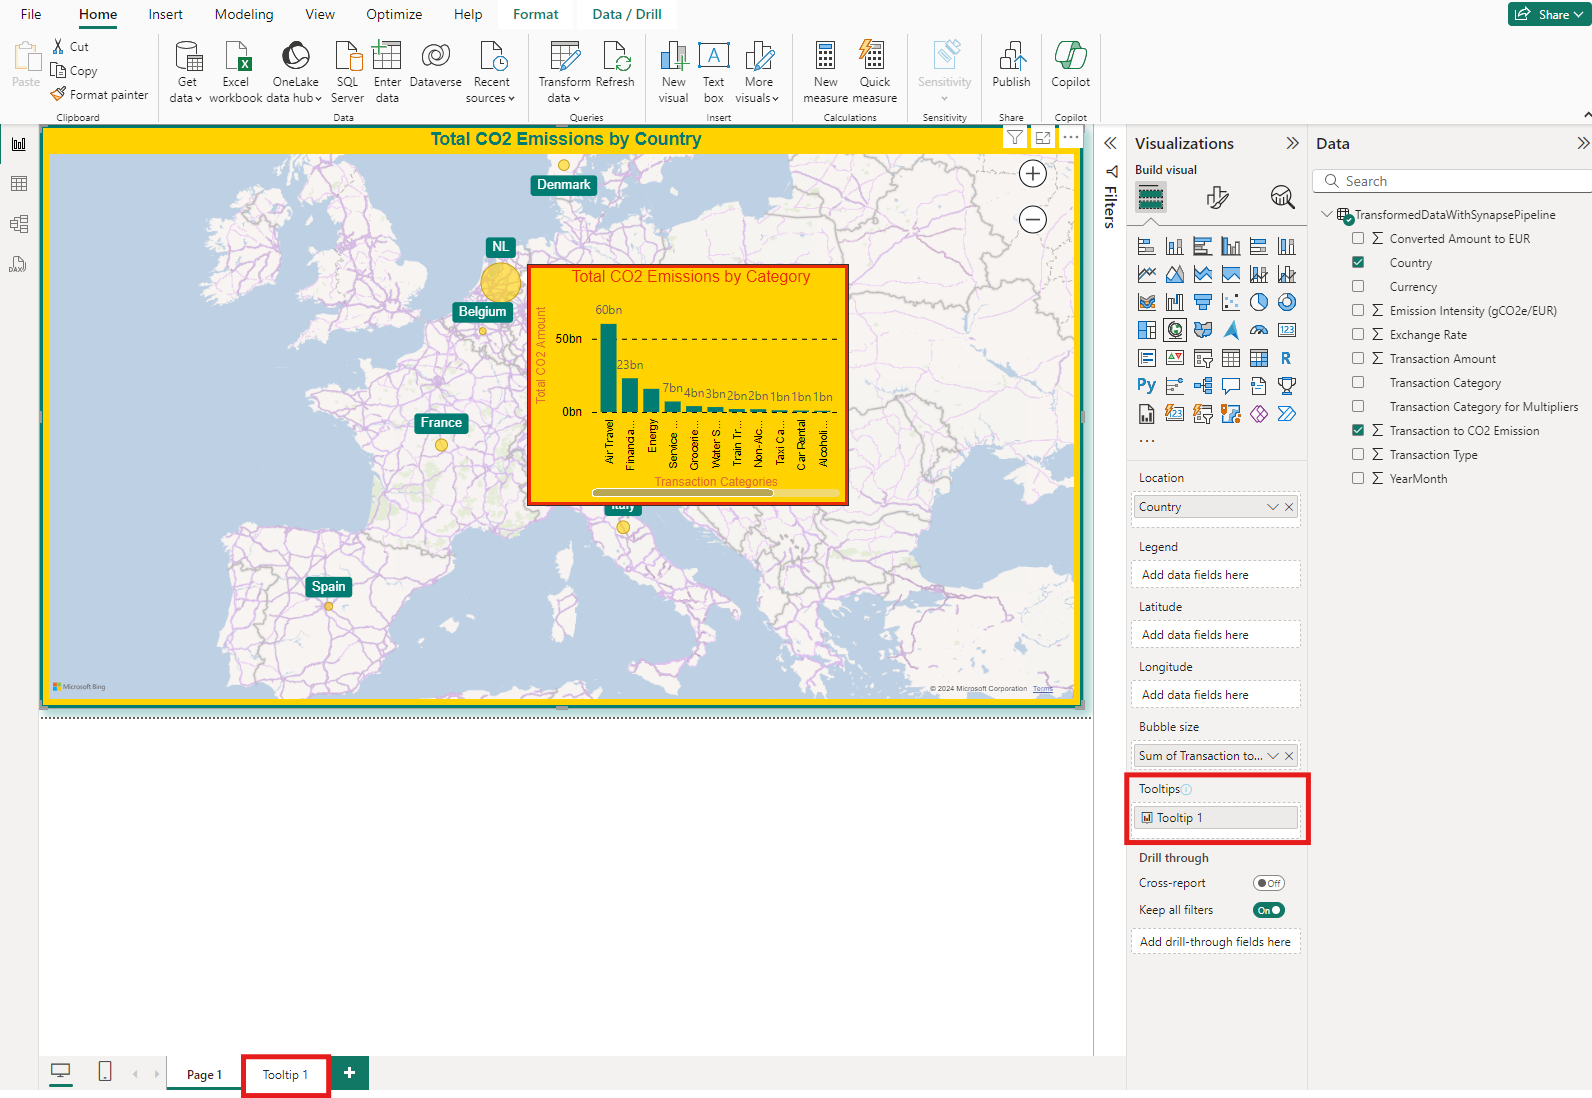 File Home Insert Modeling View Optimize Help Format Data / Drill Share
Paste
Cut
Copy
Format painter
Clipboard
Get data
Excel workbook
OneLake data hub
SQL Server
Enter data
Dataverse
Recent sources
Data
Transform data
Refresh
Queries
New visual
Text box
More visuals
Insert
New measure
Quick measure
Calculations
Sensitivity
Sensitivity
Publish
Share
Copilot
Copilot
Total CO2 Emissions by Country
Denmark
NL
Belgium
France
Italy
Spain
Total CO2 Emissions by Category
Total CO2 Amount
60bn
50bn
23bn
7bn 4bn 3bn 2bn 2bn 1bn 1bn 1bn
0bn
Air Travel
Financia...
Energy
Service ...
Grocerie...
Water S...
Train Tr...
Non-Alc...
Taxi Ca...
Car Rental
Alcoholi...
Transaction Categories
Microsoft Bing
© 2024 Microsoft Corporation Terms
Filters
Visualizations
Build visual
123
R
Py
...
Location
Country
Legend
Add data fields here
Latitude
Add data fields here
Longitude
Add data fields here
Bubble size
Sum of Transaction to...
Tooltips
Tooltip 1
Drill through
Cross-report Off
Keep all filters On
Add drill-through fields here
Data
Search
TransformedDataWithSynapsePipeline
Converted Amount to EUR
Country
Currency
Emission Intensity (gCO2e/EUR)
Exchange Rate
Transaction Amount
Transaction Category
Transaction Category for Multipliers
Transaction to CO2 Emission
Transaction Type
YearMonth
Page 1 Tooltip 1 +